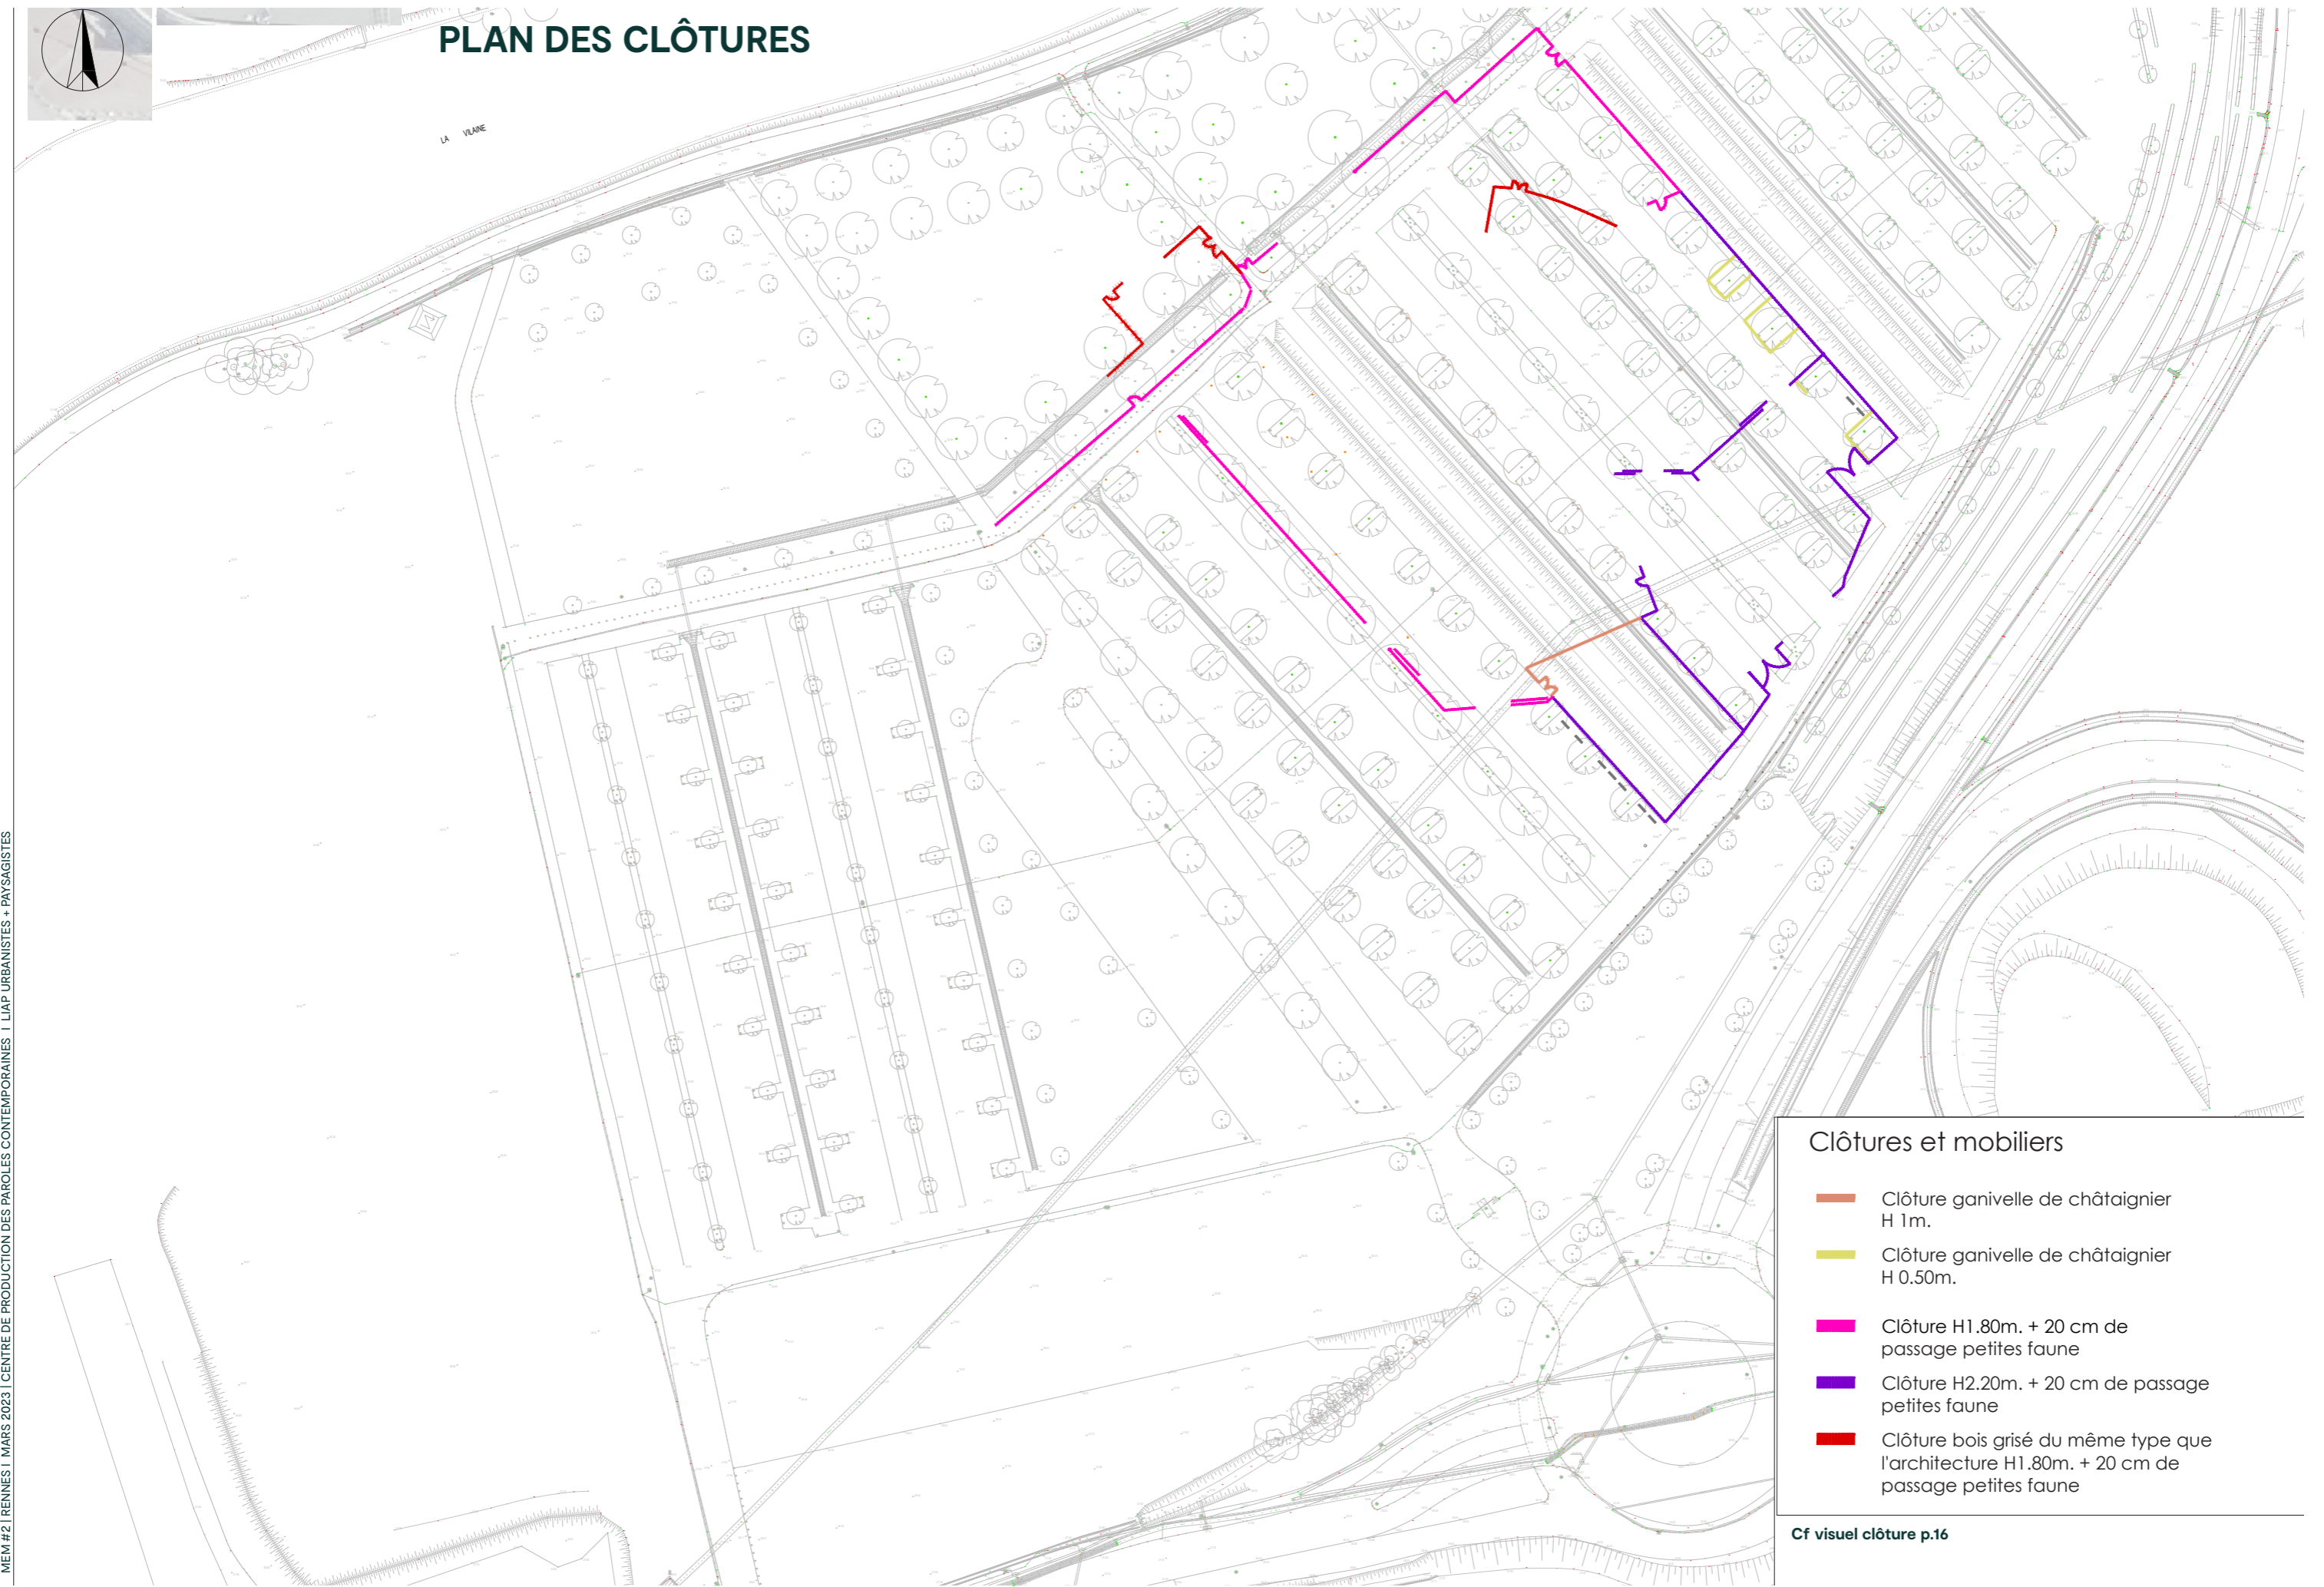 PLAN DES CLÔTURES
LA VILAINE
MEM #2 | RENNES I MARS 2023 | CENTRE DE PRODUCTION DES PAROLES CONTEMPORAINES I LIAP URBANISTES + PAYSAGISTES
Clôtures et mobiliers
Clôture ganivelle de châtaignier
H 1m.
Clôture ganivelle de châtaignier
H 0.50m.
Clôture H1.80m. + 20 cm de
passage petites faune
Clôture H2.20m. + 20 cm de passage
petites faune
Clôture bois grisé du même type que
l'architecture H1.80m. + 20 cm de
passage petites faune
Cf visuel clôture p.16